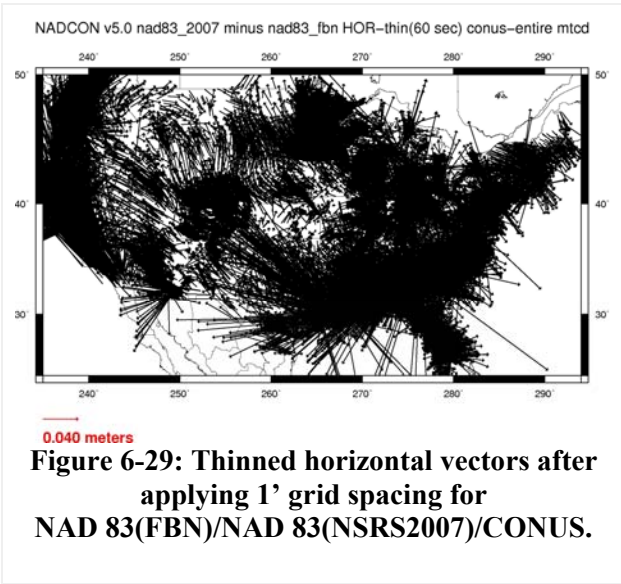 NADCON v5.0 nad83_2007 minus nad83_fbn HOR−thin(60 sec) conus−entire mtcd
240˚ 250˚ 260˚ 270˚ 280˚ 290˚
50˚ 50˚
40˚ 40˚
30˚ 30˚
240˚ 250˚ 260˚ 270˚ 280˚ 290˚
0.040 meters
Figure 6-29: Thinned horizontal vectors after
applying 1’ grid spacing for
NAD 83(FBN)/NAD 83(NSRS2007)/CONUS.